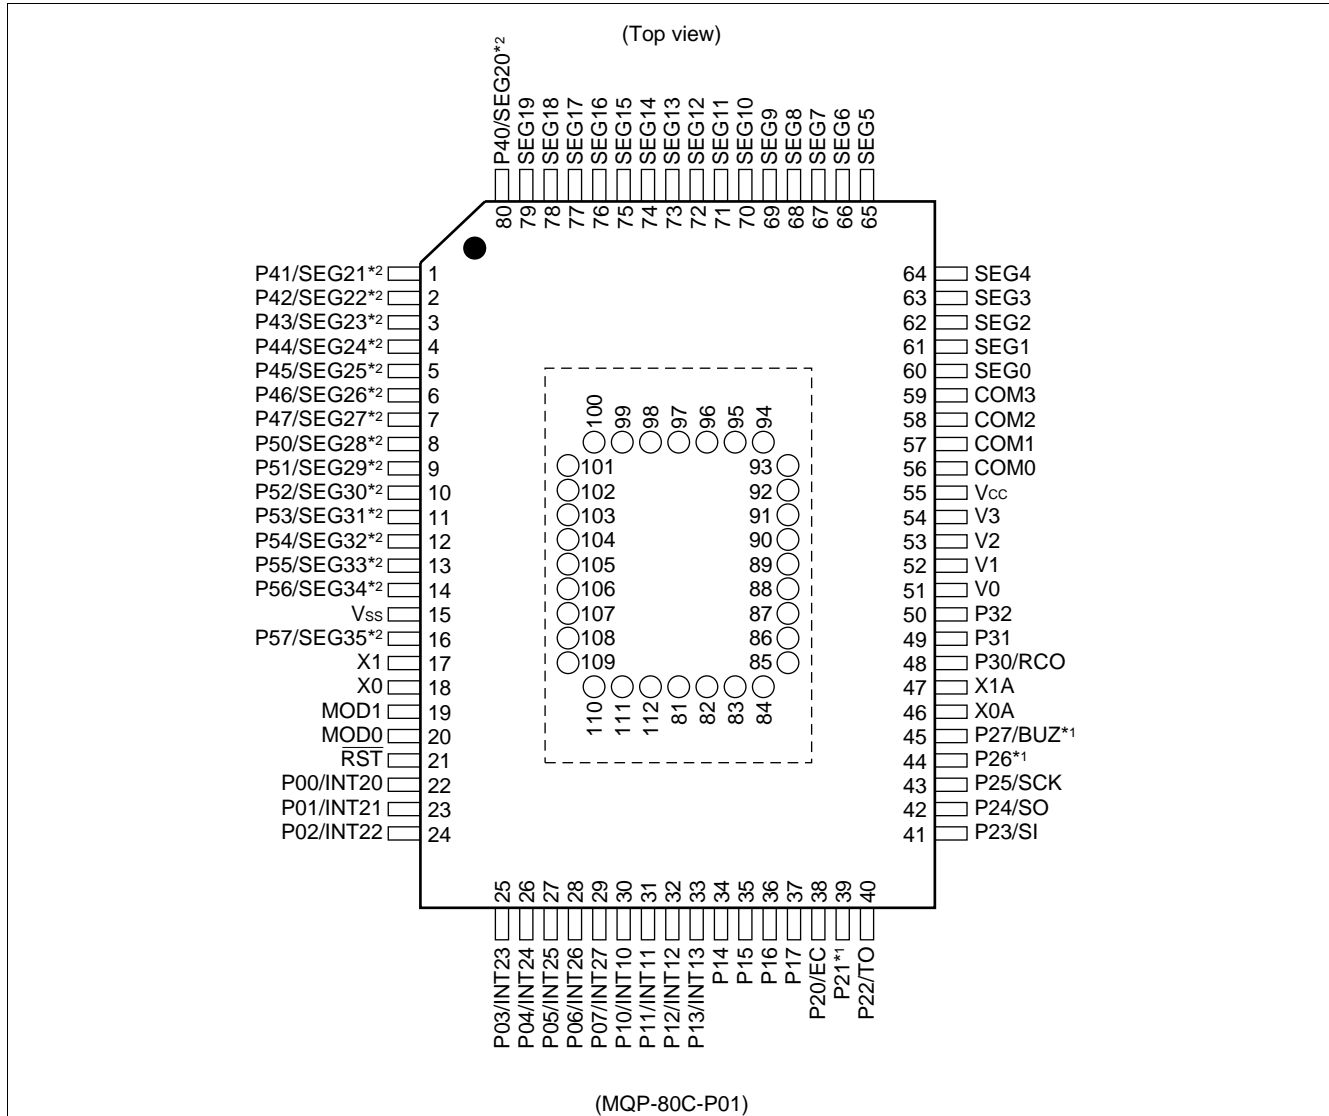 (Top view)
P40/SEG20*2
SEG19
SEG18
SEG17
SEG16
SEG15
SEG14
SEG13
SEG12
SEG11
SEG10
SEG9
SEG8
SEG7
SEG6
SEG5
80
79
78
77
76
75
74
73
72
71
70
69
68
67
66
65
P41/SEG21*2 1
P42/SEG22*2 2
P43/SEG23*2 3
P44/SEG24*2 4
P45/SEG25*2 5
P46/SEG26*2 6
P47/SEG27*2 7
P50/SEG28*2 8
P51/SEG29*2 9
P52/SEG30*2 10
P53/SEG31*2 11
P54/SEG32*2 12
P55/SEG33*2 13
P56/SEG34*2 14
VSS 15
P57/SEG35*2 16
X1 17
X0 18
MOD1 19
MOD0 20
RST 21
P00/INT20 22
P01/INT21 23
P02/INT22 24
100
99
98
97
96
95
94
101
102
103
104
105
106
107
108
109
93
92
91
90
89
88
87
86
85
110
111
112
81
82
83
84
64 SEG4
63 SEG3
62 SEG2
61 SEG1
60 SEG0
59 COM3
58 COM2
57 COM1
56 COM0
55 VCC
54 V3
53 V2
52 V1
51 V0
50 P32
49 P31
48 P30/RCO
47 X1A
46 X0A
45 P27/BUZ*1
44 P26*1
43 P25/SCK
42 P24/SO
41 P23/SI
25
26
27
28
29
30
31
32
33
34
35
36
37
38
39
40
P03/INT23
P04/INT24
P05/INT25
P06/INT26
P07/INT27
P10/INT10
P11/INT11
P12/INT12
P13/INT13
P14
P15
P16
P17
P20/EC
P21*1
P22/TO
(MQP-80C-P01)